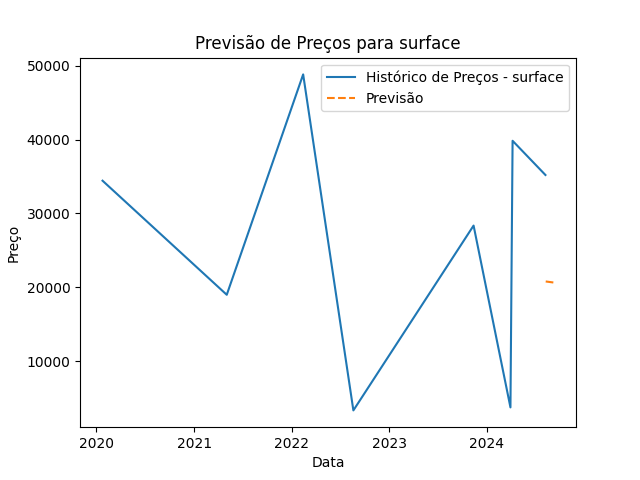 Previsão de Preços para surface
Histórico de Preços - surface
Previsão
50000
40000
30000
20000
10000
Preço
2020 2021 2022 2023 2024
Data